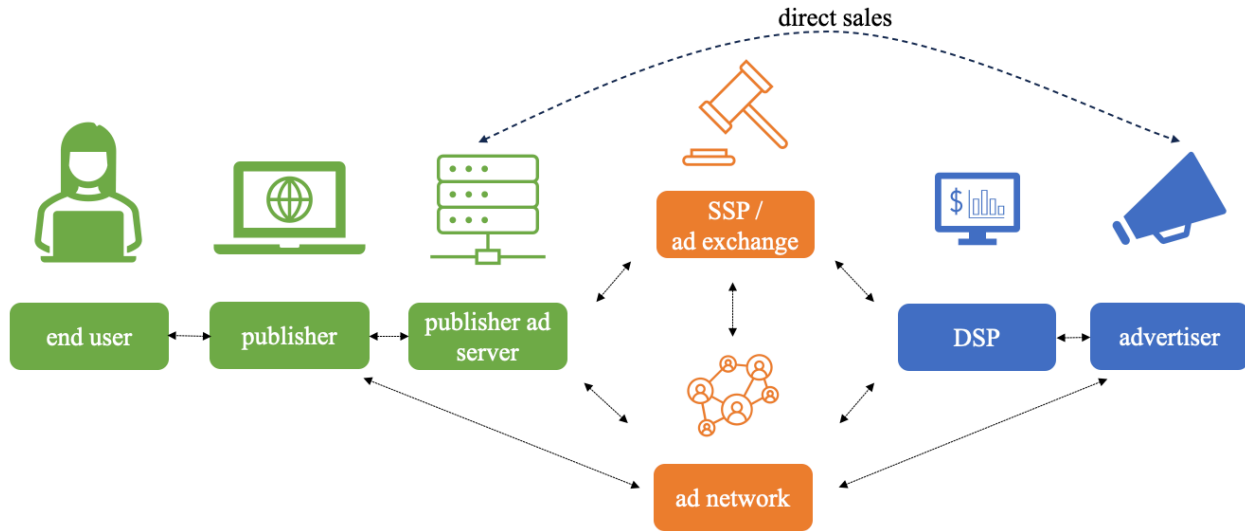 direct sales
SSP /
ad exchange
$
end user
publisher
publisher ad
server
DSP
advertiser
ad network